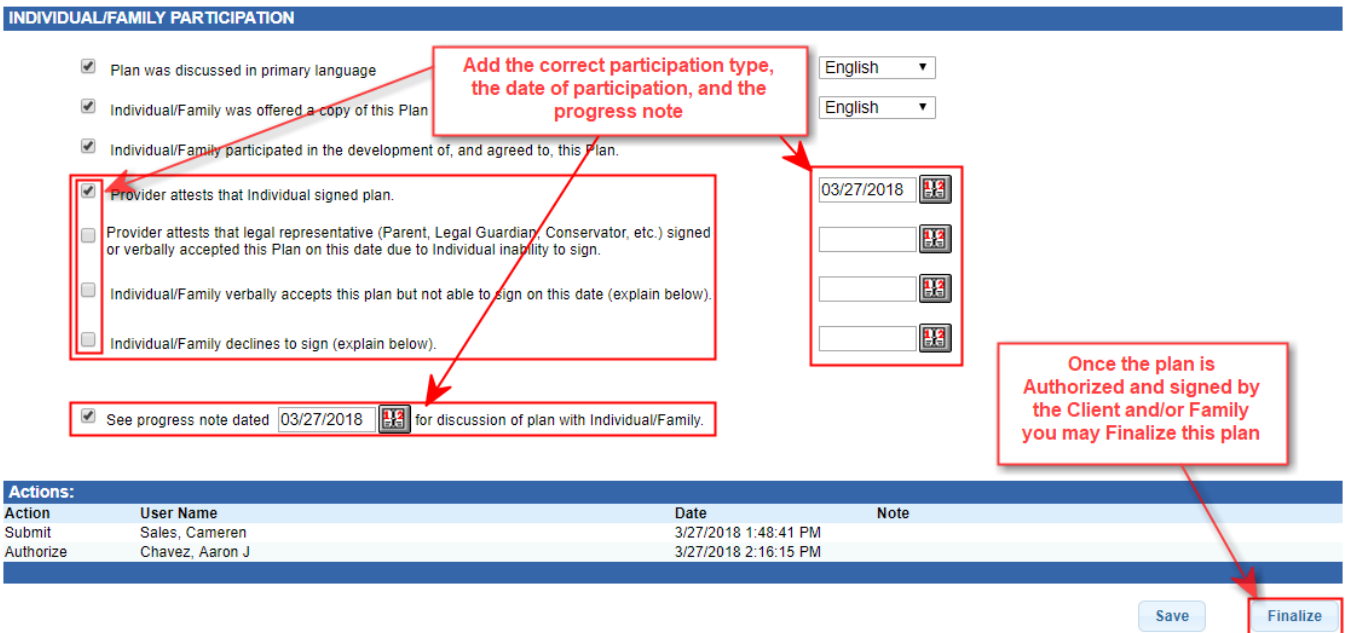 INDIVIDUAL/FAMILY PARTICIPATION
Plan was discussed in primary language
English
Individual/Family was offered a copy of this Plan
English
Individual/Family participated in the development of, and agreed to, this Plan.
Add the correct participation type,
the date of participation, and the
progress note
Provider attests that Individual signed plan.
03/27/2018
Provider attests that legal representative (Parent, Legal Guardian, Conservator, etc.) signed
or verbally accepted this Plan on this date due to Individual inability to sign.
Individual/Family verbally accepts this plan but not able to sign on this date (explain below).
Individual/Family declines to sign (explain below).
See progress note dated 03/27/2018 for discussion of plan with Individual/Family.
Once the plan is
Authorized and signed by
the Client and/or Family
you may Finalize this plan
Actions:
Action User Name Date Note
Submit Sales, Cameren 3/27/2018 1:48:41 PM
Authorize Chavez, Aaron J 3/27/2018 2:16:15 PM
Save Finalize